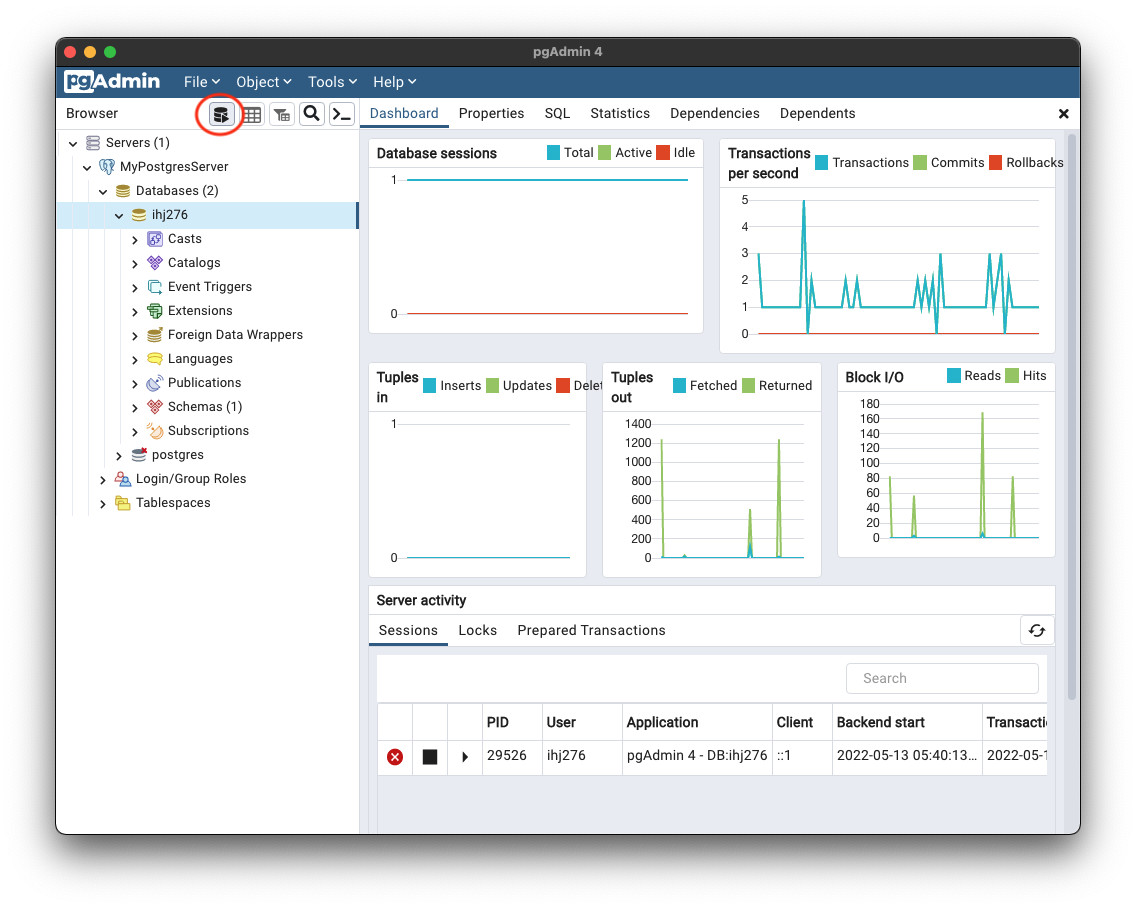 pgAdmin 4
pgAdmin File Object Tools Help
Browser
Dashboard Properties SQL Statistics Dependencies Dependents
Servers (1)
MyPostgresServer
Databases (2)
ihj276
Casts
Catalogs
Event Triggers
Extensions
Foreign Data Wrappers
Languages
Publications
Schemas (1)
Subscriptions
postgres
Login/Group Roles
Tablespaces
Database sessions Total Active Idle
1
0
Transactions per second Transactions Commits Rollbacks
5
4
3
2
1
0
Tuples in Inserts Updates Delet
1
0
Tuples out Fetched Returned
1400
1200
1000
800
600
400
200
0
Block I/O Reads Hits
180
160
140
120
100
80
60
40
20
0
Server activity
Sessions Locks Prepared Transactions
Search
PID User Application Client Backend start Transacti
29526 ihj276 pgAdmin 4 - DB:ihj276 ::1 2022-05-13 05:40:13... 2022-05-1